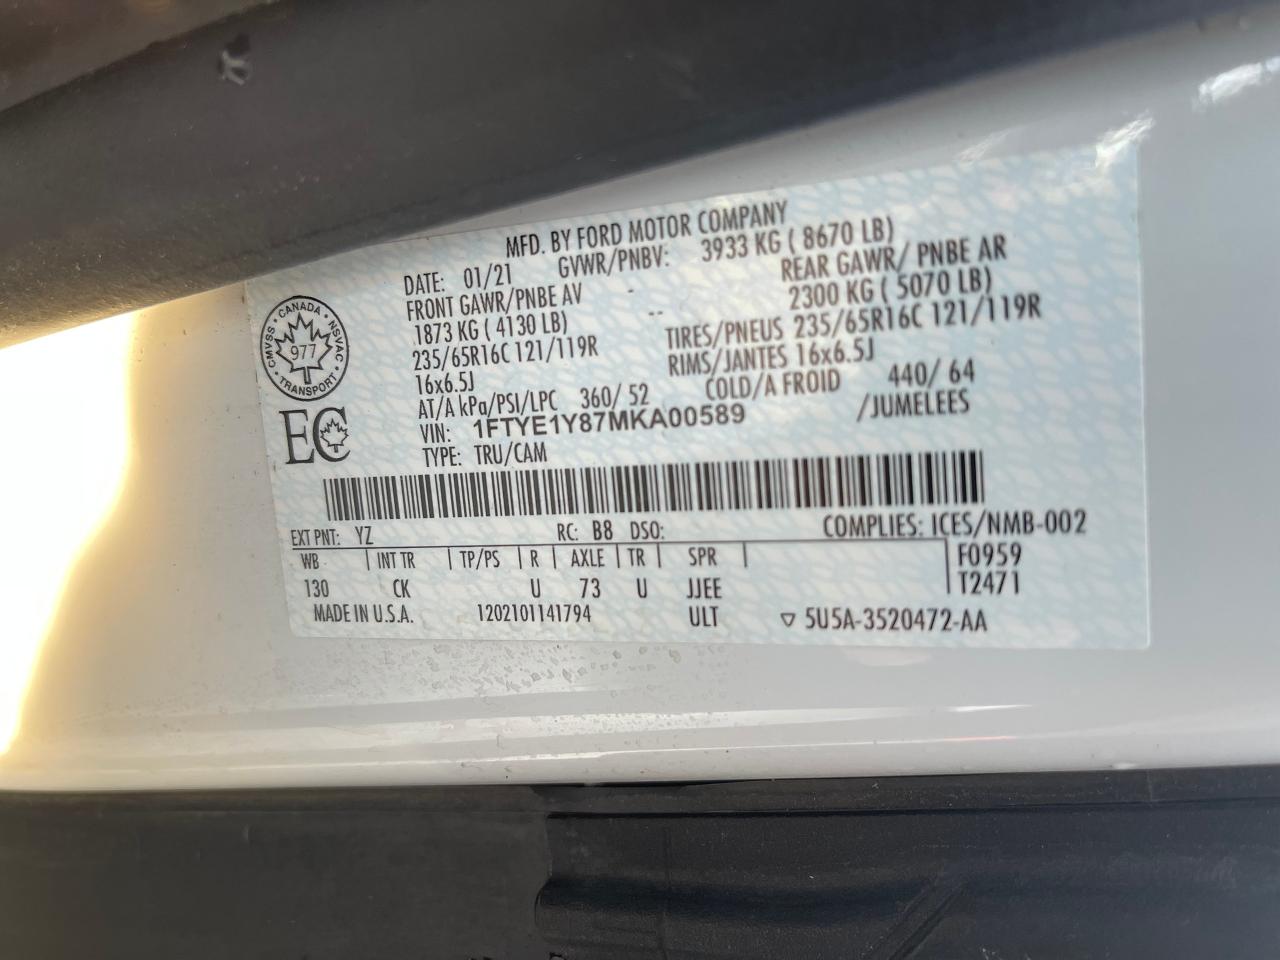 MFD. BY FORD MOTOR COMPANY
DATE: 01/21 GVWR/PNBV: 3933 KG ( 8670 LB)
FRONT GAWR/PNBE AV - REAR GAWR/ PNBE AR
1873 KG ( 4130 LB) -- 2300 KG ( 5070 LB)
235/65R16C 121/119R TIRES/PNEUS 235/65R16C 121/119R
16x6.5J RIMS/JANTES 16x6.5J
AT/A kPa/PSI/LPC 360/ 52 COLD/A FROID 440/ 64
VIN: 1FTYE1Y87MKA00589 /JUMELEES
TYPE: TRU/CAM
CMVSS · CANADA · NSVAC
977
· TRANSPORT ·
EC
EXT PNT: YZ RC: B8 DSO: COMPLIES: ICES/NMB-002
WB | INT TR | TP/PS | R | AXLE | TR | SPR | F0959
130 CK U 73 U JJEE T2471
MADE IN U.S.A. 1202101141794 ULT ▽ 5U5A-3520472-AA